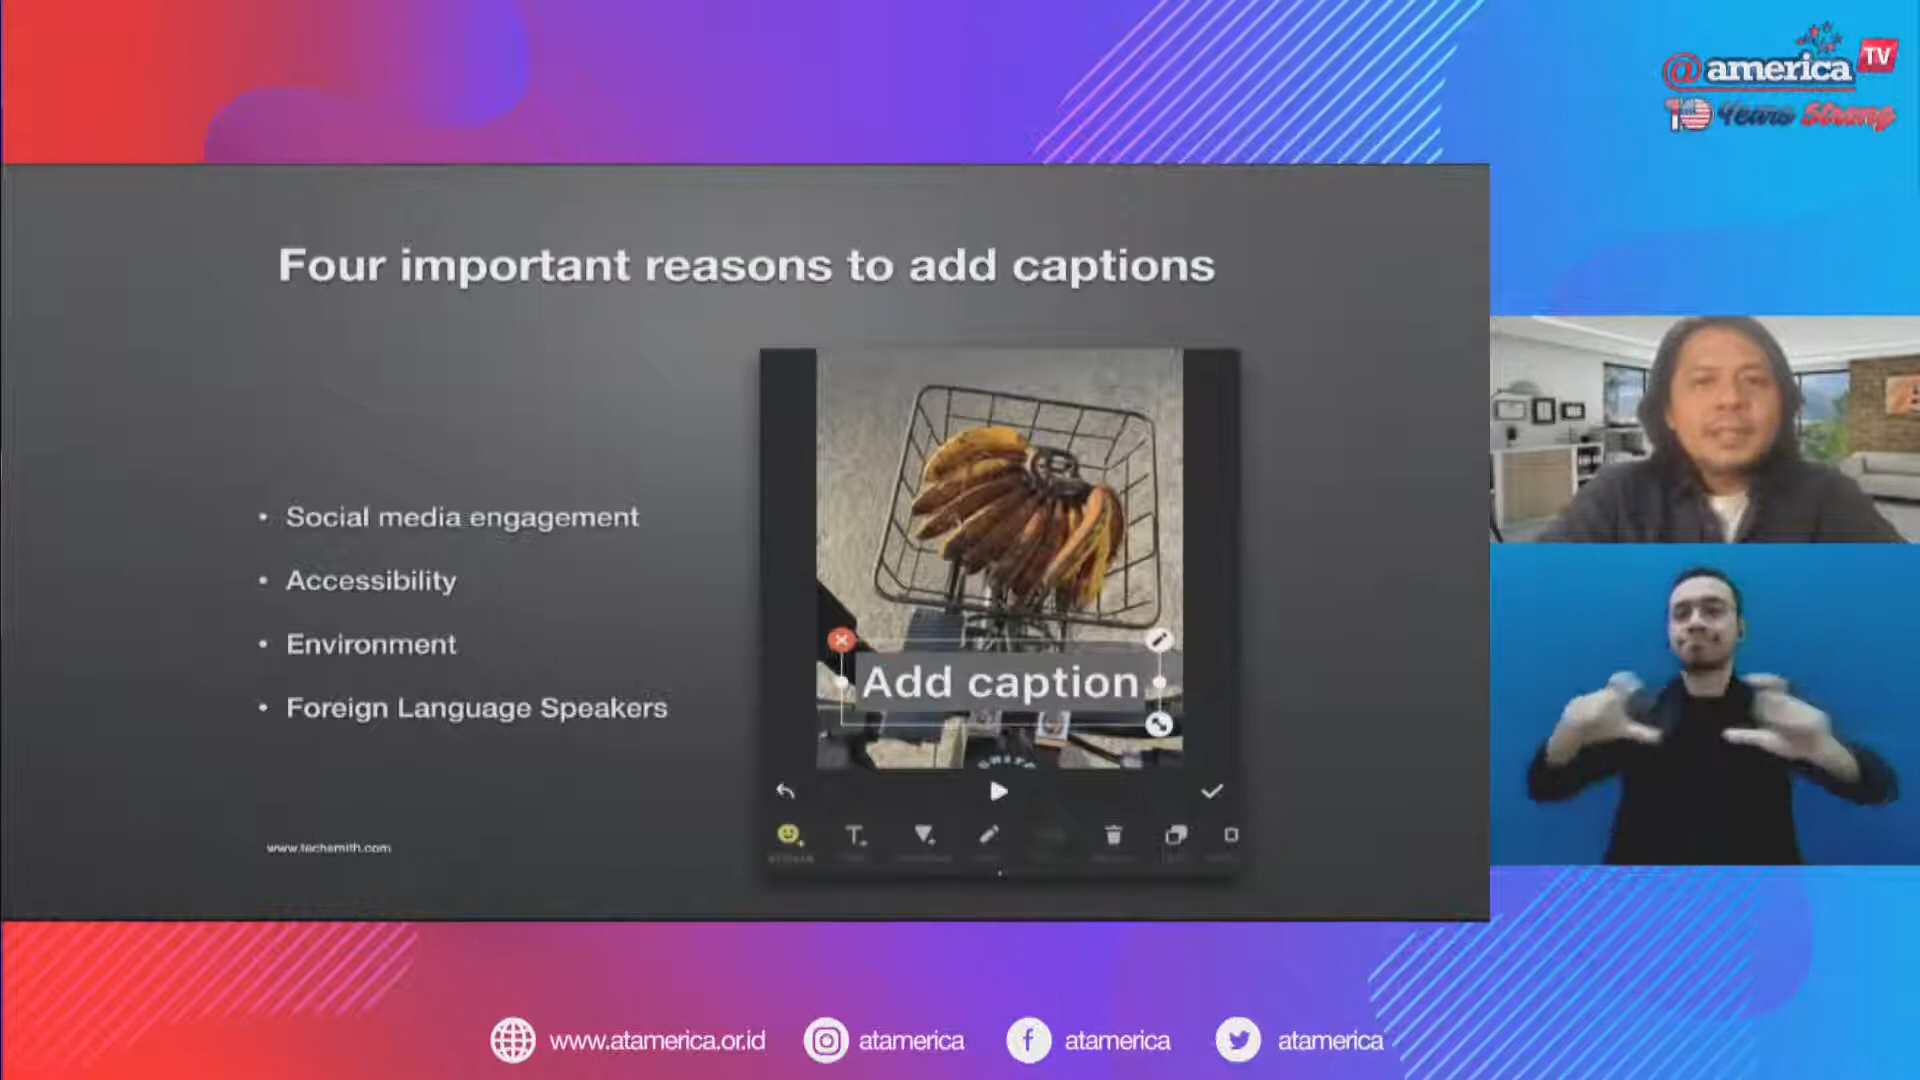 @america TV
10 Years Strong
Four important reasons to add captions
• Social media engagement
• Accessibility
• Environment
• Foreign Language Speakers
Add caption
www.techsmith.com
www.atamerica.or.id
atamerica
atamerica
atamerica